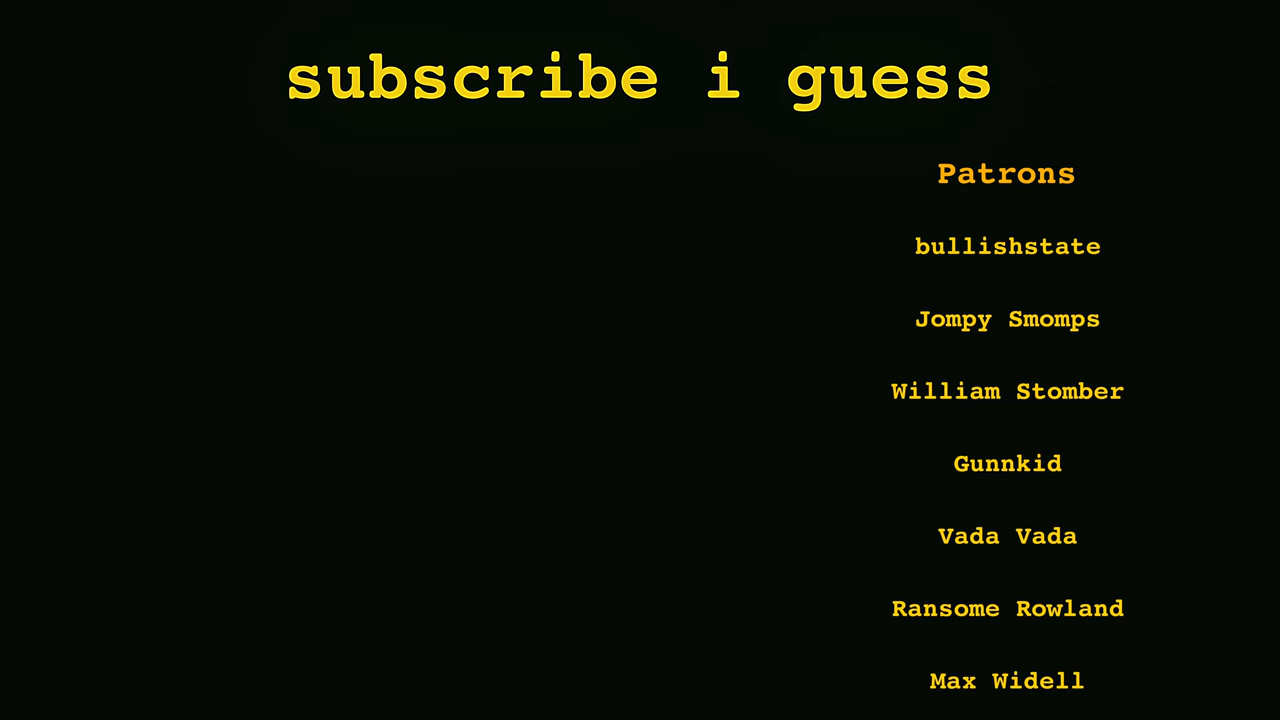 subscribe i guess
Patrons
bullishstate
Jompy Smomps
William Stomber
Gunnkid
Vada Vada
Ransome Rowland
Max Widell